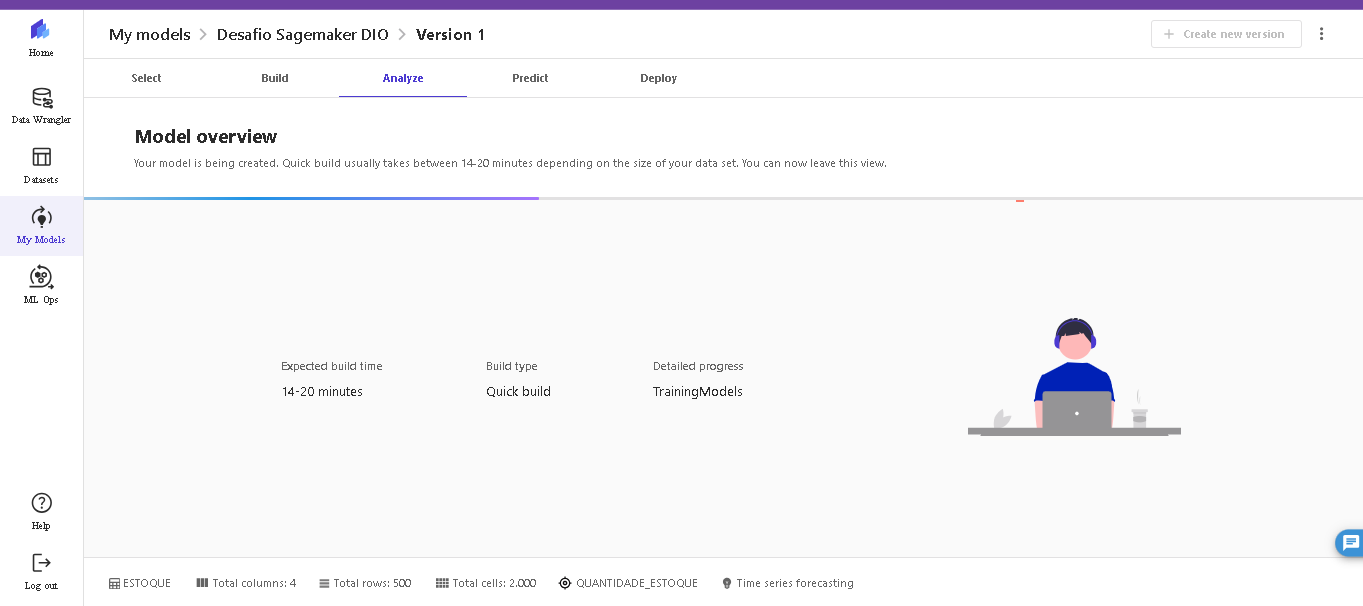 Home
Data Wrangler
Datasets
My Models
ML Ops
Help
Log out
My models > Desafio Sagemaker DIO > Version 1
+ Create new version
Select Build Analyze Predict Deploy
Model overview
Your model is being created. Quick build usually takes between 14-20 minutes depending on the size of your data set. You can now leave this view.
Expected build time Build type Detailed progress
14-20 minutes Quick build TrainingModels
ESTOQUE Total columns: 4 Total rows: 500 Total cells: 2.000 QUANTIDADE_ESTOQUE Time series forecasting